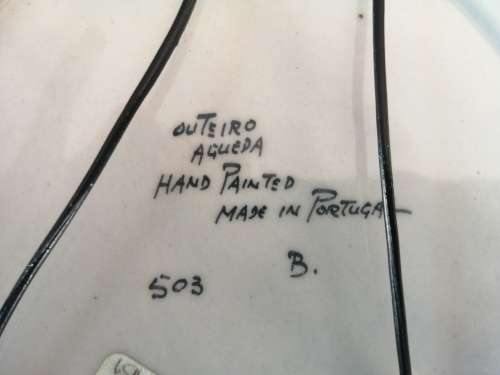 OUTEIRO
AGUEDA
HAND PAINTED
MADE IN PORTUGAL
503 B.